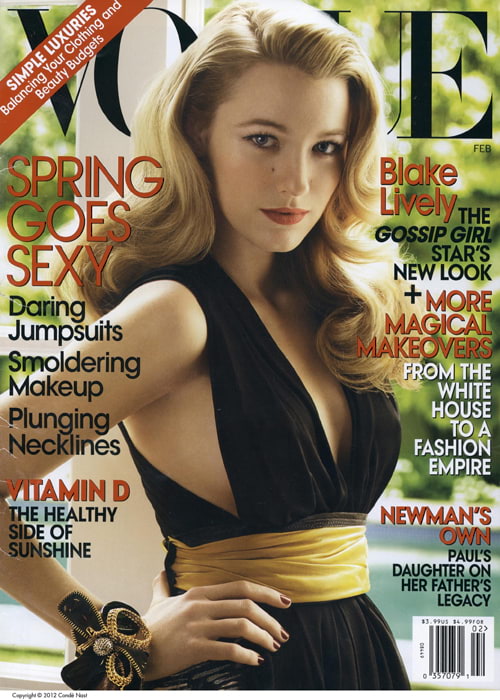 SIMPLE LUXURIES
Balancing Your Clothing and
Beauty Budgets
VOGUE
FEB
SPRING
GOES
SEXY
Daring
Jumpsuits
Smoldering
Makeup
Plunging
Necklines
VITAMIN D
THE HEALTHY
SIDE OF
SUNSHINE
Blake
Lively THE
GOSSIP GIRL
STAR'S
NEW LOOK
+ MORE
MAGICAL
MAKEOVERS
FROM THE
WHITE
HOUSE
TO A
FASHION
EMPIRE
NEWMAN'S
OWN
PAUL'S
DAUGHTER ON
HER FATHER'S
LEGACY
$3.99US $4.99FOR
02>
0 357079 1
Copyright © 2012 Condé Nast